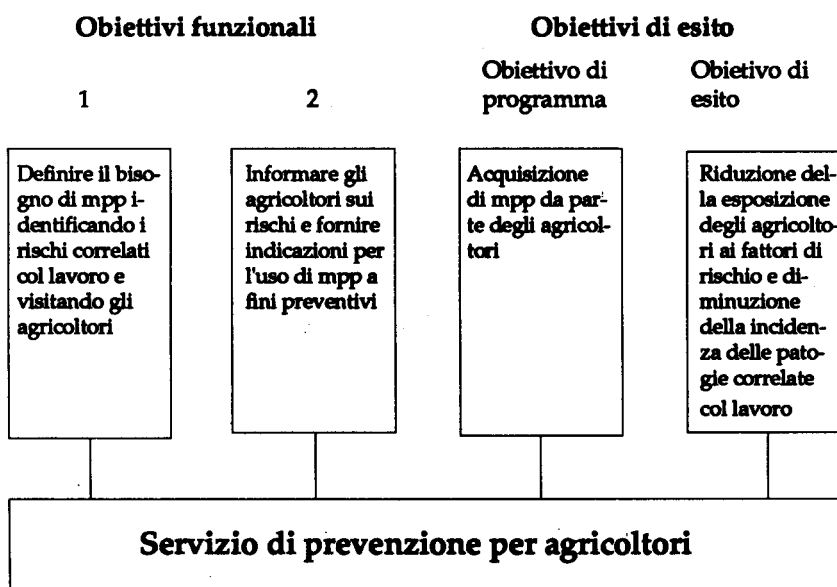 Obiettivi funzionali
Obiettivi di esito
1
2
Obiettivo di
programma
Obietivo di
esito
Definire il biso-
gno di mpp i-
dentificando i
rischi correlati
col lavoro e
visitando gli
agricoltori
Informare gli
agricoltori sui
rischi e fornire
indicazioni per
l'uso di mpp a
fini preventivi
Acquisizione
di mpp da par-
te degli agricol-
tori
Riduzione del-
la esposizione
degli agricolto-
ri ai fattori di
rischio e di-
minuzione
della inciden-
za delle pato-
gie correlate
col lavoro
Servizio di prevenzione per agricoltori